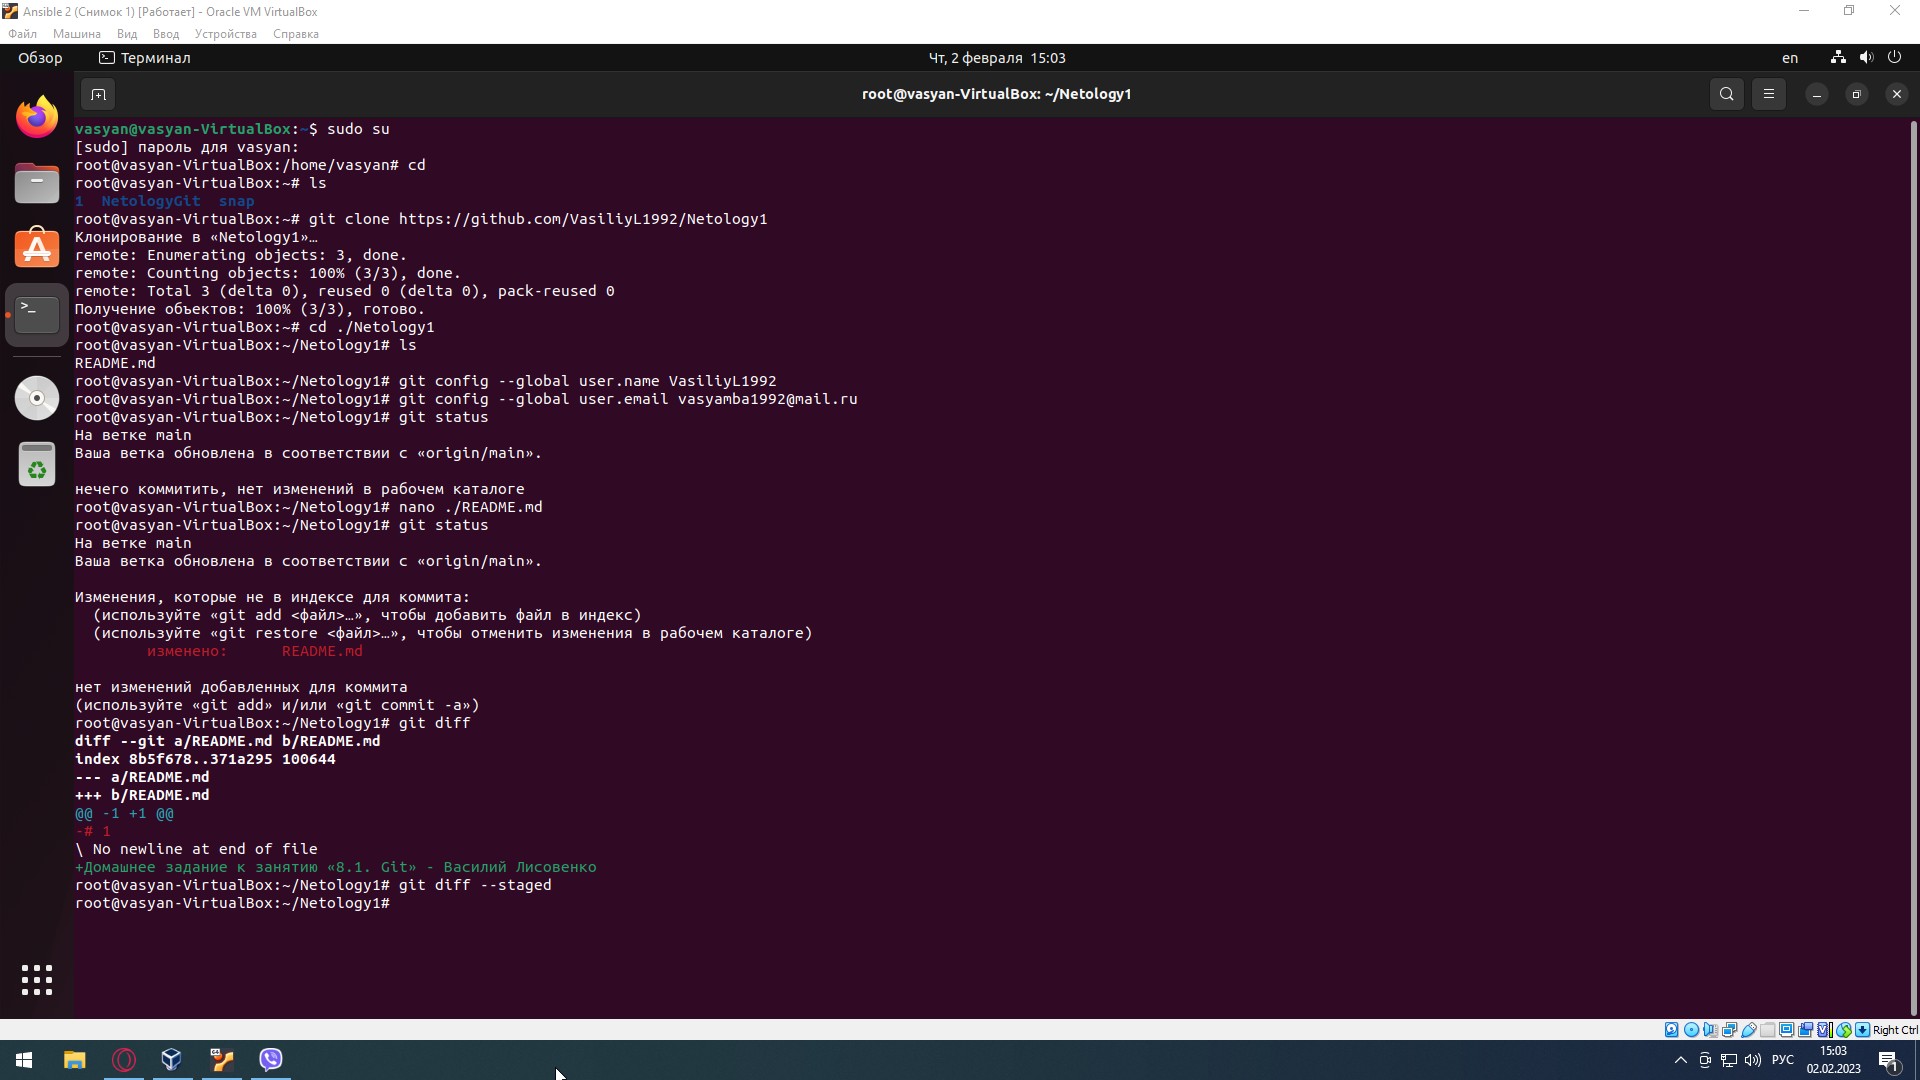 Ansible 2 (Снимок 1) [Работает] - Oracle VM VirtualBox
Файл Машина Вид Ввод Устройства Справка
Обзор Терминал Чт, 2 февраля 15:03 en
root@vasyan-VirtualBox: ~/Netology1
vasyan@vasyan-VirtualBox:~$ sudo su
[sudo] пароль для vasyan:
root@vasyan-VirtualBox:/home/vasyan# cd
root@vasyan-VirtualBox:~# ls
1  NetologyGit  snap
root@vasyan-VirtualBox:~# git clone https://github.com/VasiliyL1992/Netology1
Клонирование в «Netology1»…
remote: Enumerating objects: 3, done.
remote: Counting objects: 100% (3/3), done.
remote: Total 3 (delta 0), reused 0 (delta 0), pack-reused 0
Получение объектов: 100% (3/3), готово.
root@vasyan-VirtualBox:~# cd ./Netology1
root@vasyan-VirtualBox:~/Netology1# ls
README.md
root@vasyan-VirtualBox:~/Netology1# git config --global user.name VasiliyL1992
root@vasyan-VirtualBox:~/Netology1# git config --global user.email vasyamba1992@mail.ru
root@vasyan-VirtualBox:~/Netology1# git status
На ветке main
Ваша ветка обновлена в соответствии с «origin/main».
нечего коммитить, нет изменений в рабочем каталоге
root@vasyan-VirtualBox:~/Netology1# nano ./README.md
root@vasyan-VirtualBox:~/Netology1# git status
На ветке main
Ваша ветка обновлена в соответствии с «origin/main».
Изменения, которые не в индексе для коммита:
  (используйте «git add <файл>…», чтобы добавить файл в индекс)
  (используйте «git restore <файл>…», чтобы отменить изменения в рабочем каталоге)
        изменено:      README.md
нет изменений добавленных для коммита
(используйте «git add» и/или «git commit -a»)
root@vasyan-VirtualBox:~/Netology1# git diff
diff --git a/README.md b/README.md
index 8b5f678..371a295 100644
--- a/README.md
+++ b/README.md
@@ -1 +1 @@
-# 1
\ No newline at end of file
+Домашнее задание к занятию «8.1. Git» - Василий Лисовенко
root@vasyan-VirtualBox:~/Netology1# git diff --staged
root@vasyan-VirtualBox:~/Netology1#
Right Ctrl
РУС
15:03
02.02.2023
1